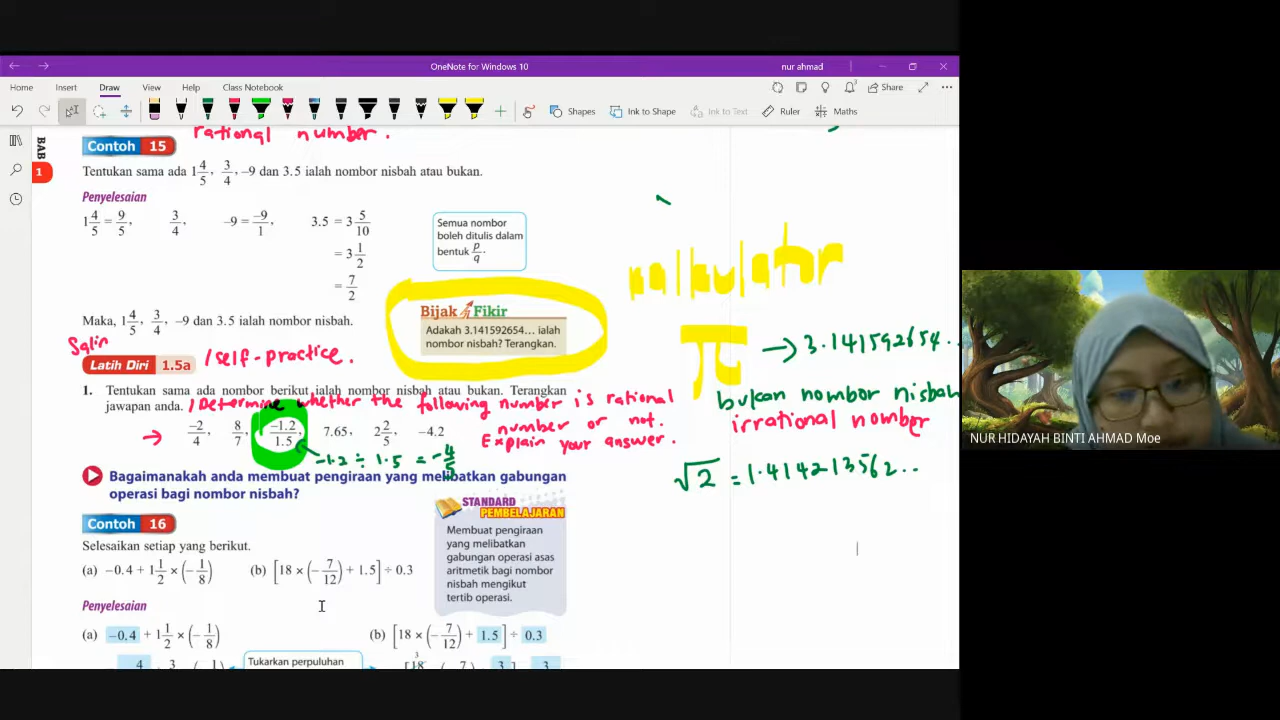 nur ahmad
OneNote for Windows 10
Home Insert Draw View Help Class Notebook
Share
Shapes Ink to Shape Ink to Text Ruler Maths
rational number.
BAB 1
Contoh 15
Tentukan sama ada 1 4/5, 3/4, –9 dan 3.5 ialah nombor nisbah atau bukan.
Penyelesaian
1 4/5 = 9/5, 3/4 –9 = –9/1 3.5 = 3 5/10
= 3 1/2
= 7/2
Semua nombor
boleh ditulis dalam
bentuk p/q.
kalkulator
Bijak Fikir
Adakah 3.141592654... ialah
nombor nisbah? Terangkan.
π → 3.141592654..
Maka, 1 4/5, 3/4, –9 dan 3.5 ialah nombor nisbah.
Salin
Latih Diri 1.5a /self-practice.
1. Tentukan sama ada nombor berikut ialah nombor nisbah atau bukan. Terangkan
jawapan anda.
/Determine whether the following number is rational
number or not.
Explain your answer.
→ –2/4, 8/7, –1.2/1.5, 7.65, 2 2/5, –4.2
-1.2 ÷ 1.5 = -4/5
bukan nombor nisbah
irrational nombor
√2 = 1.414213562..
Bagaimanakah anda membuat pengiraan yang melibatkan gabungan
operasi bagi nombor nisbah?
STANDARD
PEMBELAJARAN
Membuat pengiraan
yang melibatkan
gabungan operasi asas
aritmetik bagi nombor
nisbah mengikut
tertib operasi.
Contoh 16
Selesaikan setiap yang berikut.
(a) –0.4 + 1 1/2 × (–1/8) (b) [18 × (–7/12) + 1.5] ÷ 0.3
Penyelesaian
(a) –0.4 + 1 1/2 × (–1/8) (b) [18 × (–7/12) + 1.5] ÷ 0.3
Tukarkan perpuluhan
NUR HIDAYAH BINTI AHMAD Moe